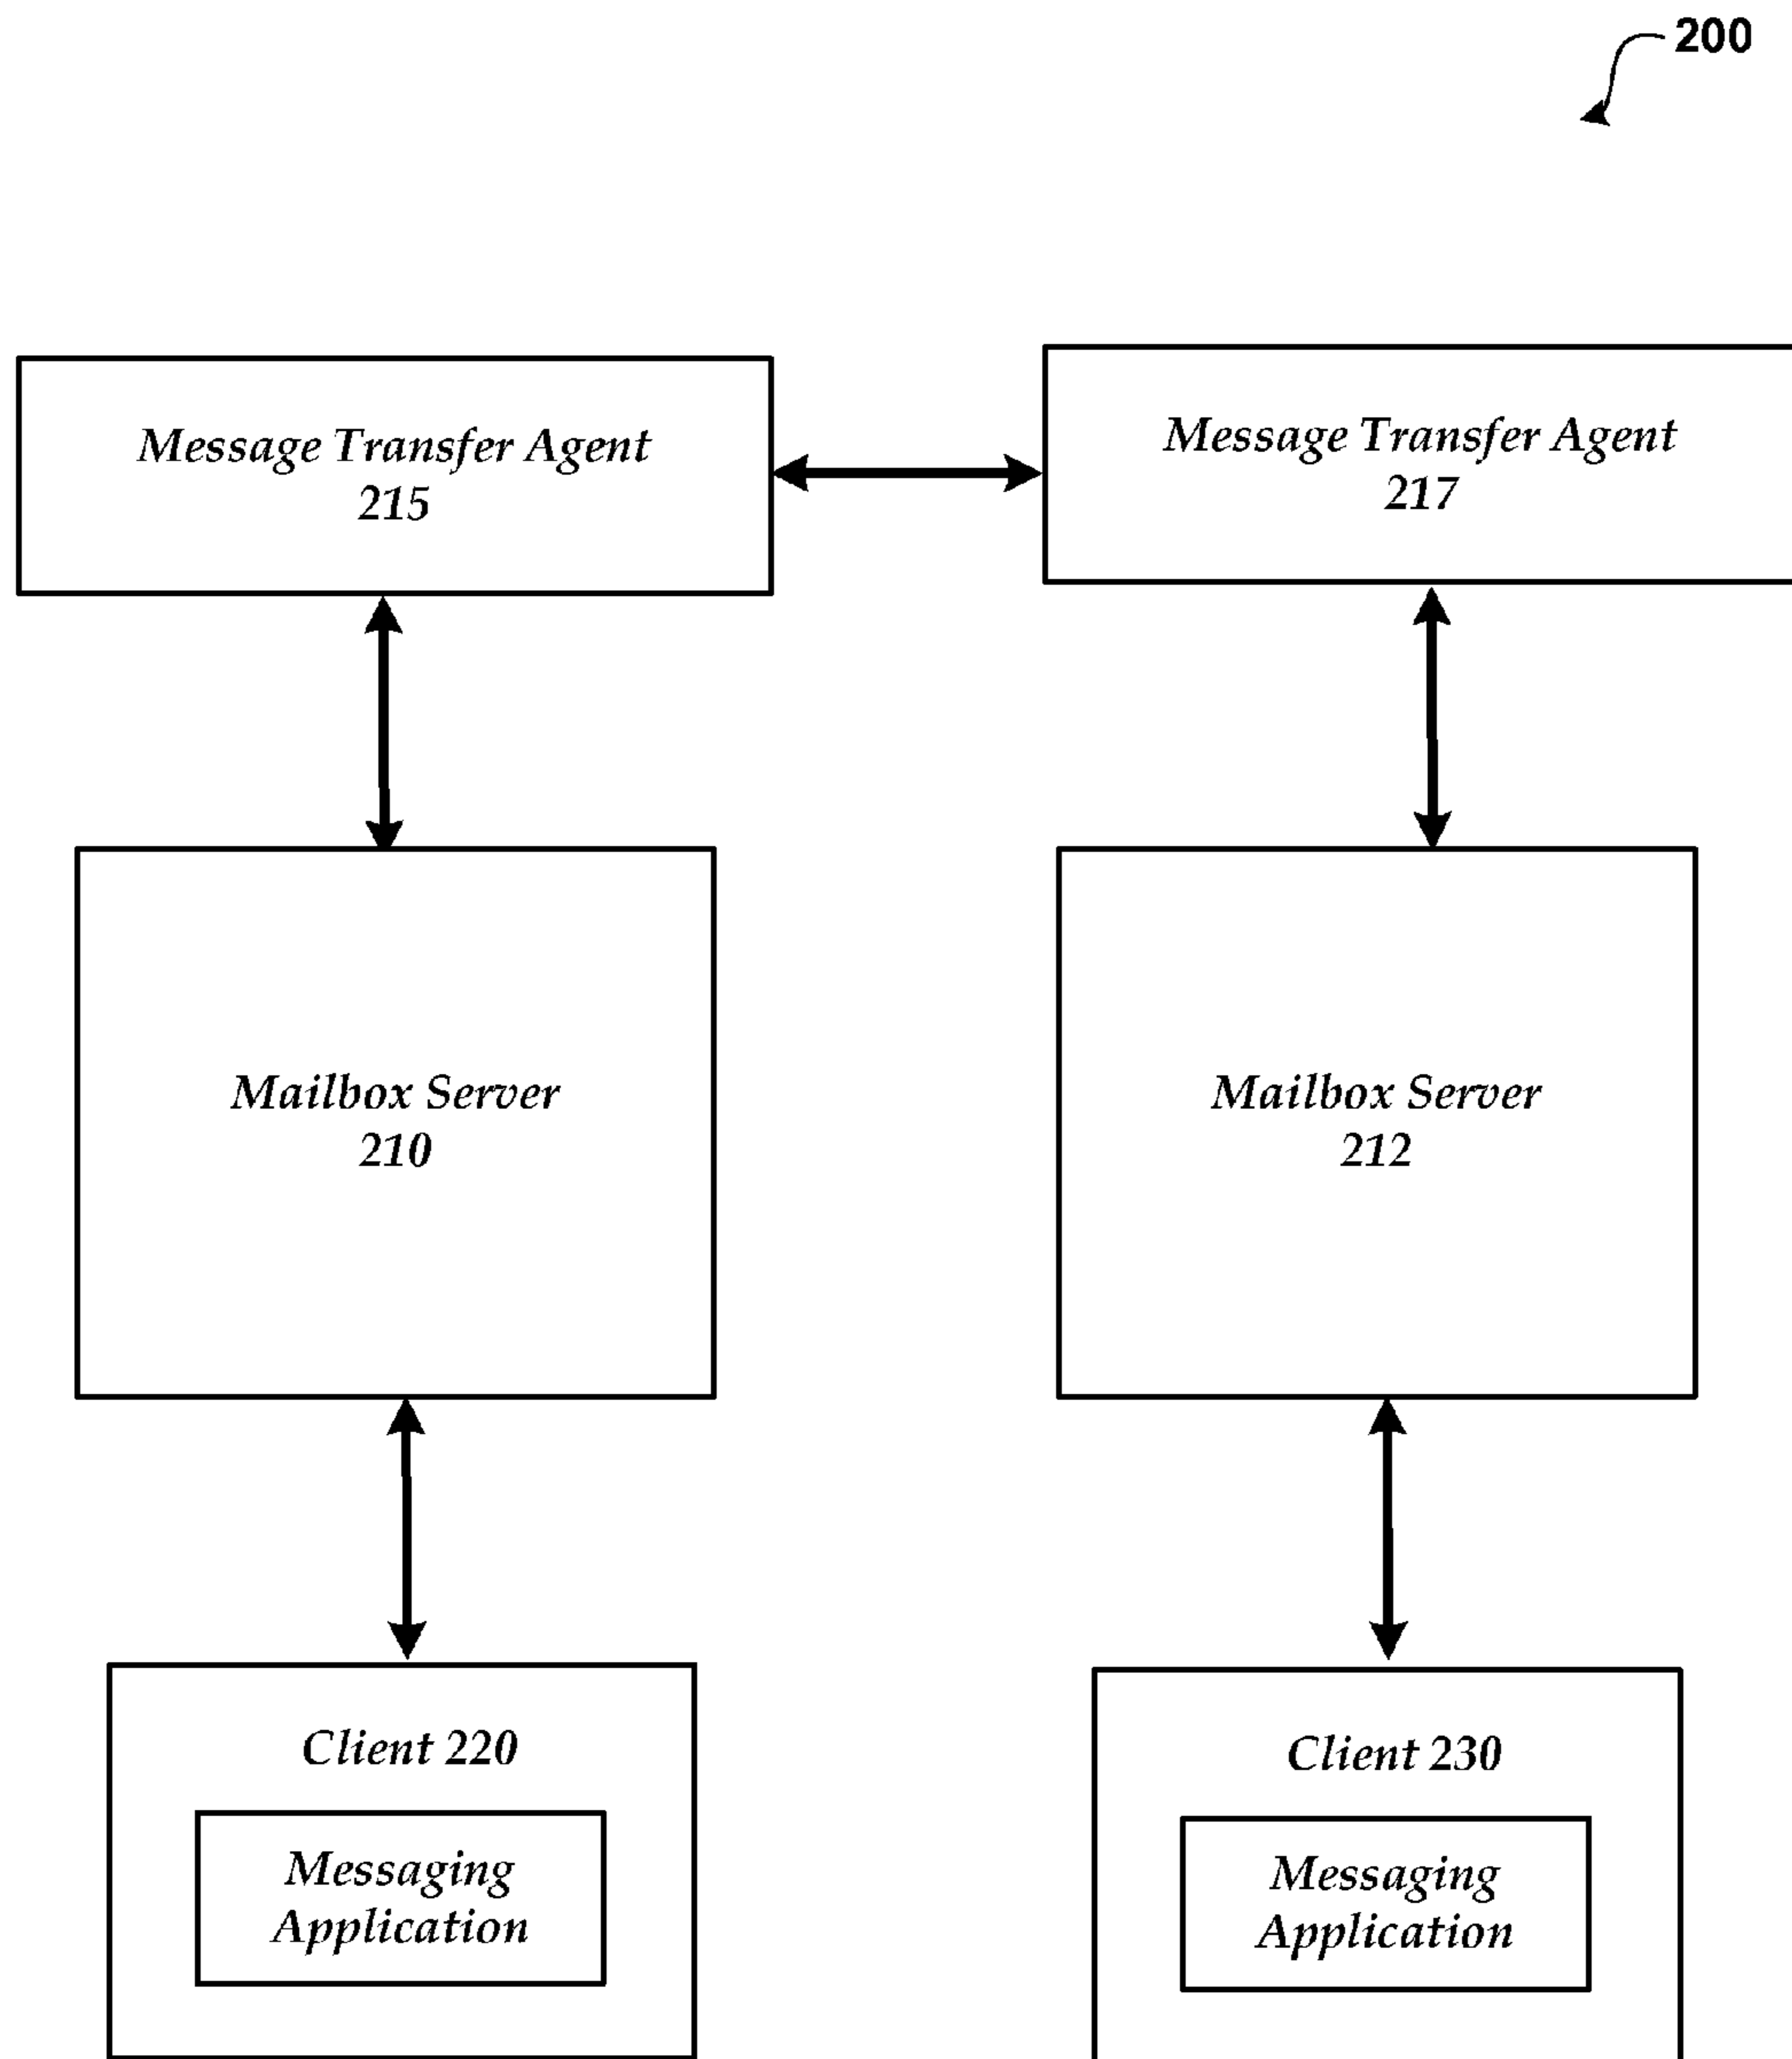 200
Message Transfer Agent
215
Message Transfer Agent
217
Mailbox Server
210
Mailbox Server
212
Client 220
Messaging
Application
Client 230
Messaging
Application